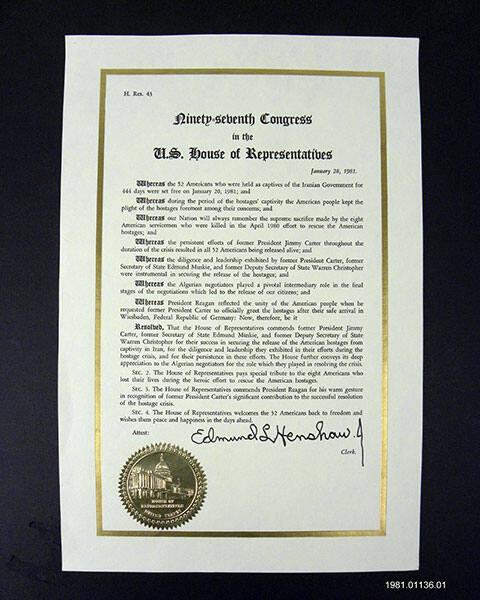 H. Res. 43
Ninety-seventh Congress
in the
U.S. House of Representatives
January 28, 1981.
Whereas the 52 Americans who were held as captives of the Iranian Government for
444 days were set free on January 20, 1981; and
Whereas during the period of the hostages' captivity the American people kept the
plight of the hostages foremost among their concerns; and
Whereas our Nation will always remember the supreme sacrifice made by the eight
American servicemen who were killed in the April 1980 effort to rescue the American
hostages; and
Whereas the persistent efforts of former President Jimmy Carter throughout the
duration of the crisis resulted in all 52 Americans being released alive; and
Whereas the diligence and leadership exhibited by former President Carter, former
Secretary of State Edmund Muskie, and former Deputy Secretary of State Warren Christopher
were instrumental in securing the release of the hostages; and
Whereas the Algerian negotiators played a pivotal intermediary role in the final
stages of the negotiations which led to the release of our citizens; and
Whereas President Reagan reflected the unity of the American people when he
requested former President Carter to officially greet the hostages after their safe arrival in
Wiesbaden, Federal Republic of Germany: Now, therefore, be it
Resolved, That the House of Representatives commends former President Jimmy
Carter, former Secretary of State Edmund Muskie, and former Deputy Secretary of State
Warren Christopher for their success in securing the release of the American hostages from
captivity in Iran, for the diligence and leadership they exhibited in their efforts during the
hostage crisis, and for their persistence in these efforts. The House further conveys its deep
appreciation to the Algerian negotiators for the role which they played in resolving the crisis.
Sec. 2. The House of Representatives pays special tribute to the eight Americans who
lost their lives during the heroic effort to rescue the American hostages.
Sec. 3. The House of Representatives commends President Reagan for his warm gesture
in recognition of former President Carter's significant contribution to the successful resolution
of the hostage crisis.
Sec. 4. The House of Representatives welcomes the 52 Americans back to freedom and
wishes them peace and happiness in the days ahead.
Attest:
Edmund L Henshaw, J
Clerk.
HOUSE OF
REPRESENTATIVES
UNITED STATES
1981.01136.01